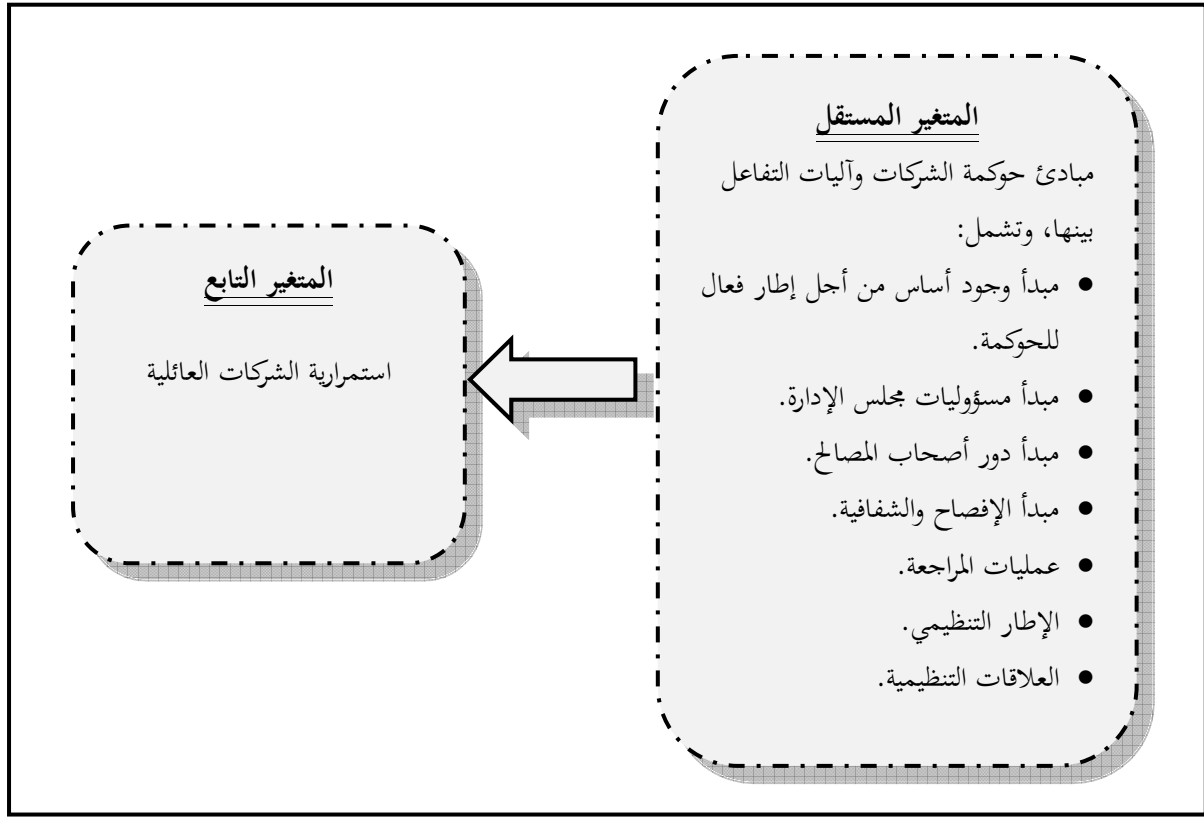 المتغير المستقل
مبادئ حوكمة الشركات وآليات التفاعل
بينها، وتشمل:
● مبدأ وجود أساس من أجل إطار فعال
للحوكمة.
● مبدأ مسؤوليات مجلس الإدارة.
● مبدأ دور أصحاب المصالح.
● مبدأ الإفصاح والشفافية.
● عمليات المراجعة.
● الإطار التنظيمي.
● العلاقات التنظيمية.
المتغير التابع
استمرارية الشركات العائلية